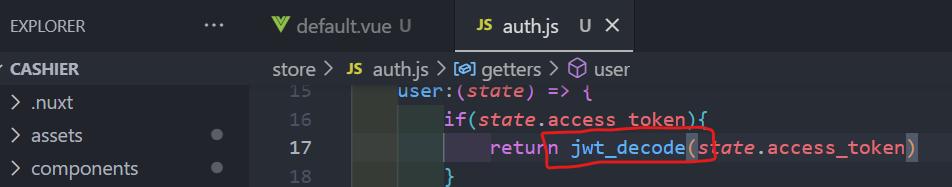 EXPLORER ...
default.vue U
JS auth.js U
CASHIER
store > JS auth.js > getters > user
.nuxt
assets
components
15 user:(state) => {
16 if(state.access_token){
17 return jwt_decode(state.access_token)
18 }